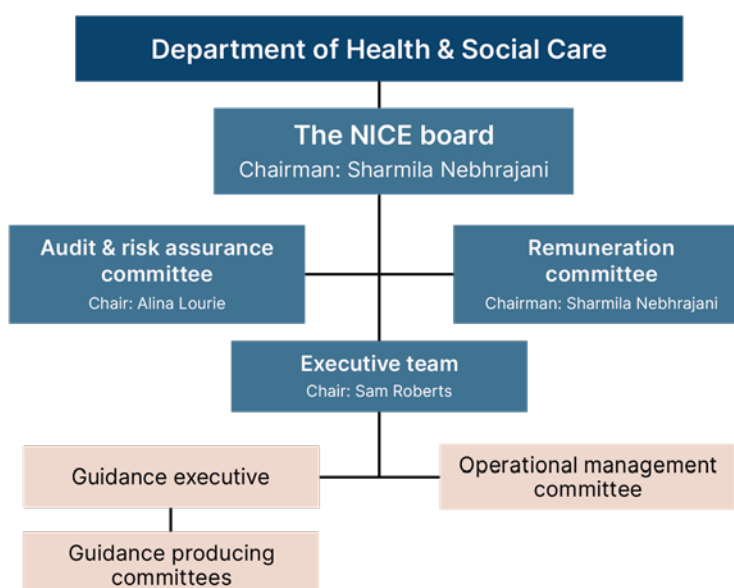 Department of Health & Social Care
The NICE board
Chairman: Sharmila Nebhrajani
Audit & risk assurance
committee
Chair: Alina Lourie
Remuneration
committee
Chairman: Sharmila Nebhrajani
Executive team
Chair: Sam Roberts
Guidance executive
Operational management
committee
Guidance producing
committees